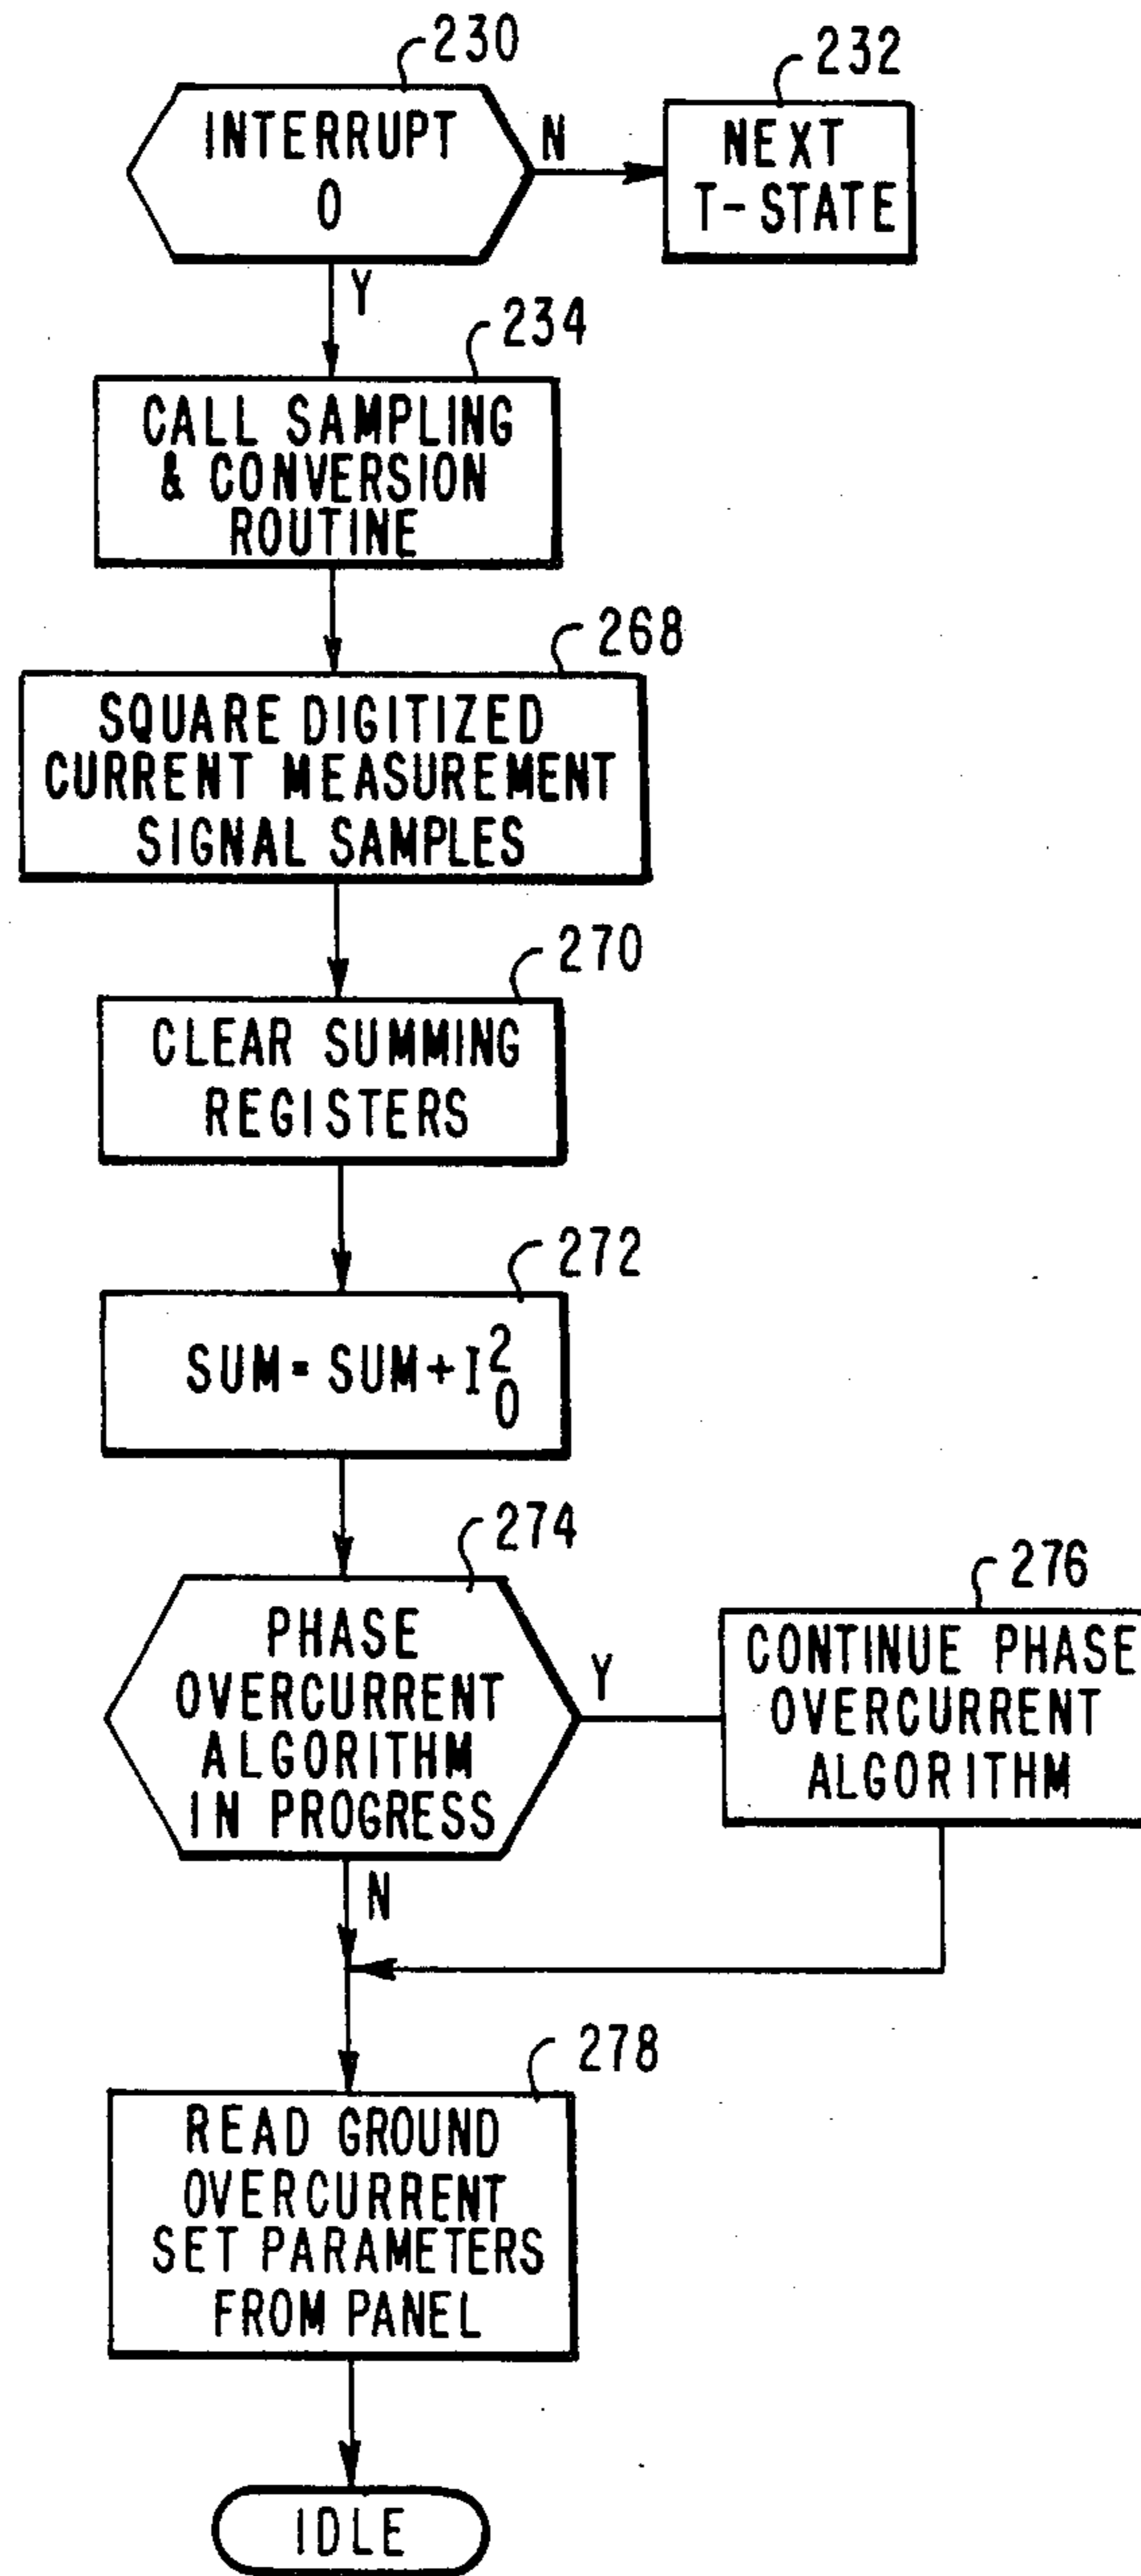 230
INTERRUPT
0
N
232
NEXT
T-STATE
Y
234
CALL SAMPLING
& CONVERSION
ROUTINE
268
SQUARE DIGITIZED
CURRENT MEASUREMENT
SIGNAL SAMPLES
270
CLEAR SUMMING
REGISTERS
272
SUM = SUM + I₀²
274
PHASE
OVERCURRENT
ALGORITHM
IN PROGRESS
Y
276
CONTINUE PHASE
OVERCURRENT
ALGORITHM
N
278
READ GROUND
OVERCURRENT
SET PARAMETERS
FROM PANEL
IDLE